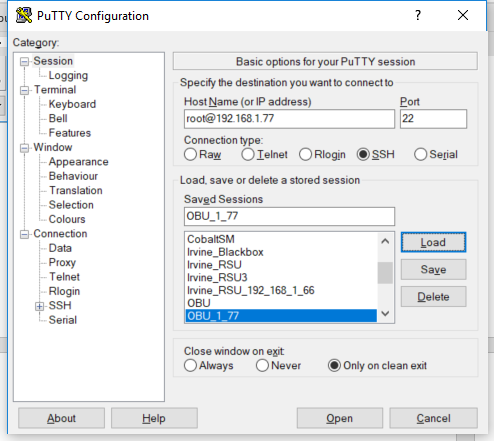 PuTTY Configuration
?
Category:
Session
Logging
Terminal
Keyboard
Bell
Features
Window
Appearance
Behaviour
Translation
Selection
Colours
Connection
Data
Proxy
Telnet
Rlogin
SSH
Serial
Basic options for your PuTTY session
Specify the destination you want to connect to
Host Name (or IP address) Port
root@192.168.1.77 22
Connection type:
Raw Telnet Rlogin SSH Serial
Load, save or delete a stored session
Saved Sessions
OBU_1_77
CobaltSM
Irvine_Blackbox
Irvine_RSU
Irvine_RSU3
Irvine_RSU_192_168_1_66
OBU
OBU_1_77
Load
Save
Delete
Close window on exit:
Always Never Only on clean exit
About Help Open Cancel